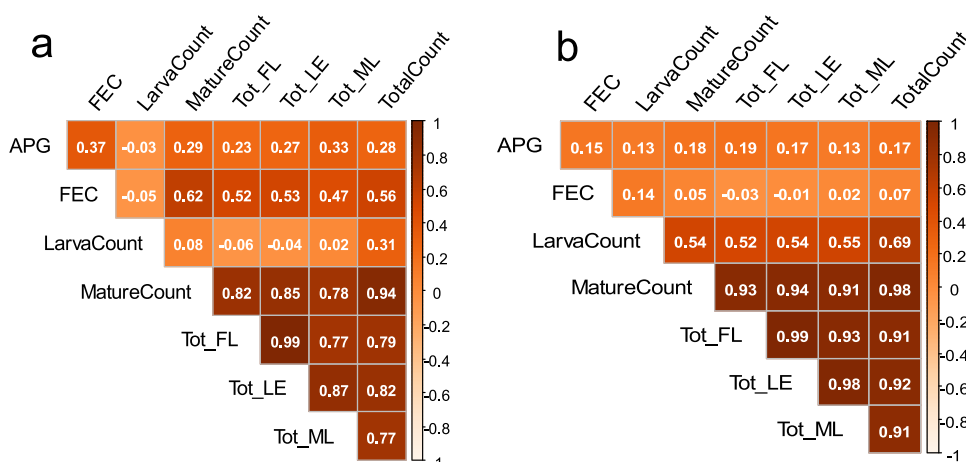 a
FEC LarvaCount MatureCount Tot_FL Tot_LE Tot_ML TotalCount
APG 0.37 -0.03 0.29 0.23 0.27 0.33 0.28
FEC -0.05 0.62 0.52 0.53 0.47 0.56
LarvaCount 0.08 -0.06 -0.04 0.02 0.31
MatureCount 0.82 0.85 0.78 0.94
Tot_FL 0.99 0.77 0.79
Tot_LE 0.87 0.82
Tot_ML 0.77
1
0.8
0.6
0.4
0.2
0
-0.2
-0.4
-0.6
-0.8
-1
b
FEC LarvaCount MatureCount Tot_FL Tot_LE Tot_ML TotalCount
APG 0.15 0.13 0.18 0.19 0.17 0.13 0.17
FEC 0.14 0.05 -0.03 -0.01 0.02 0.07
LarvaCount 0.54 0.52 0.54 0.55 0.69
MatureCount 0.93 0.94 0.91 0.98
Tot_FL 0.99 0.93 0.91
Tot_LE 0.98 0.92
Tot_ML 0.91
1
0.8
0.6
0.4
0.2
0
-0.2
-0.4
-0.6
-0.8
-1